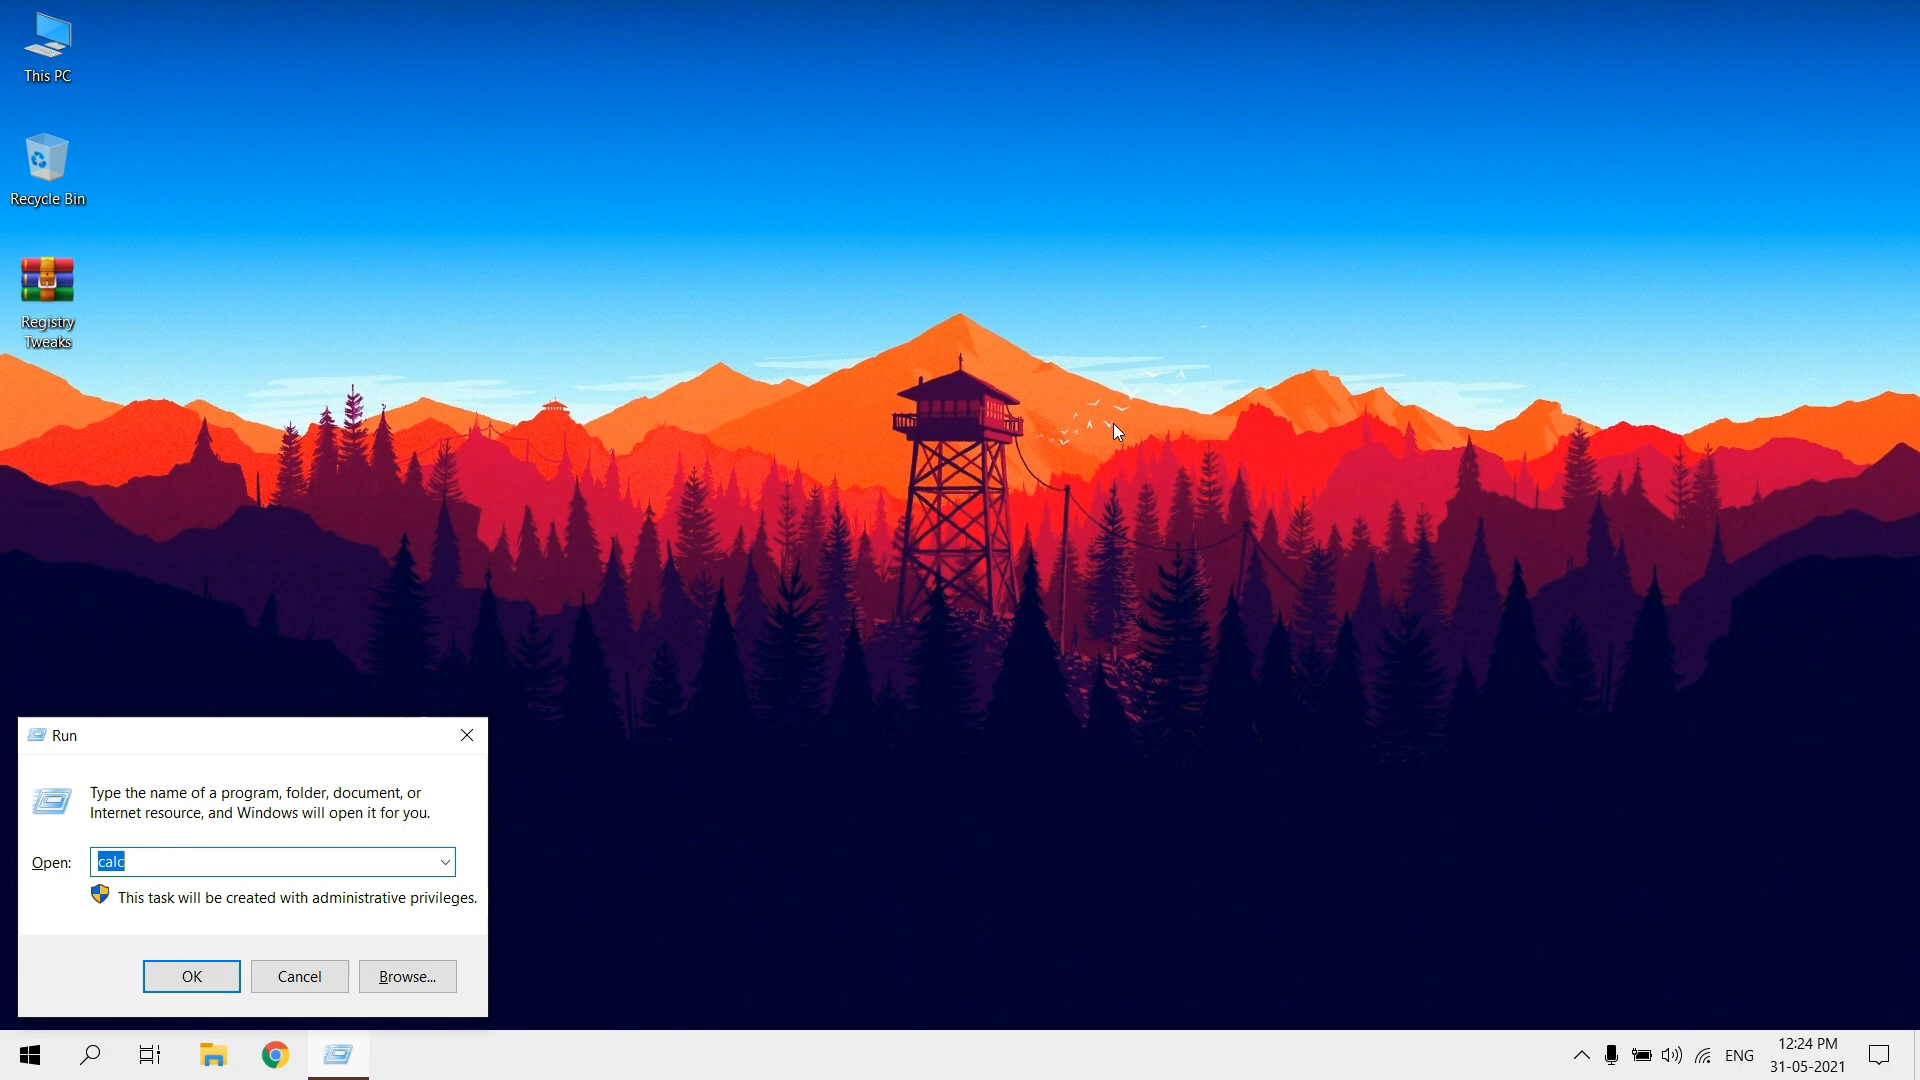 This PC
Recycle Bin
Registry
Tweaks
Run
Type the name of a program, folder, document, or
Internet resource, and Windows will open it for you.
Open:
calc
This task will be created with administrative privileges.
OK
Cancel
Browse...
ENG
12:24 PM
31-05-2021